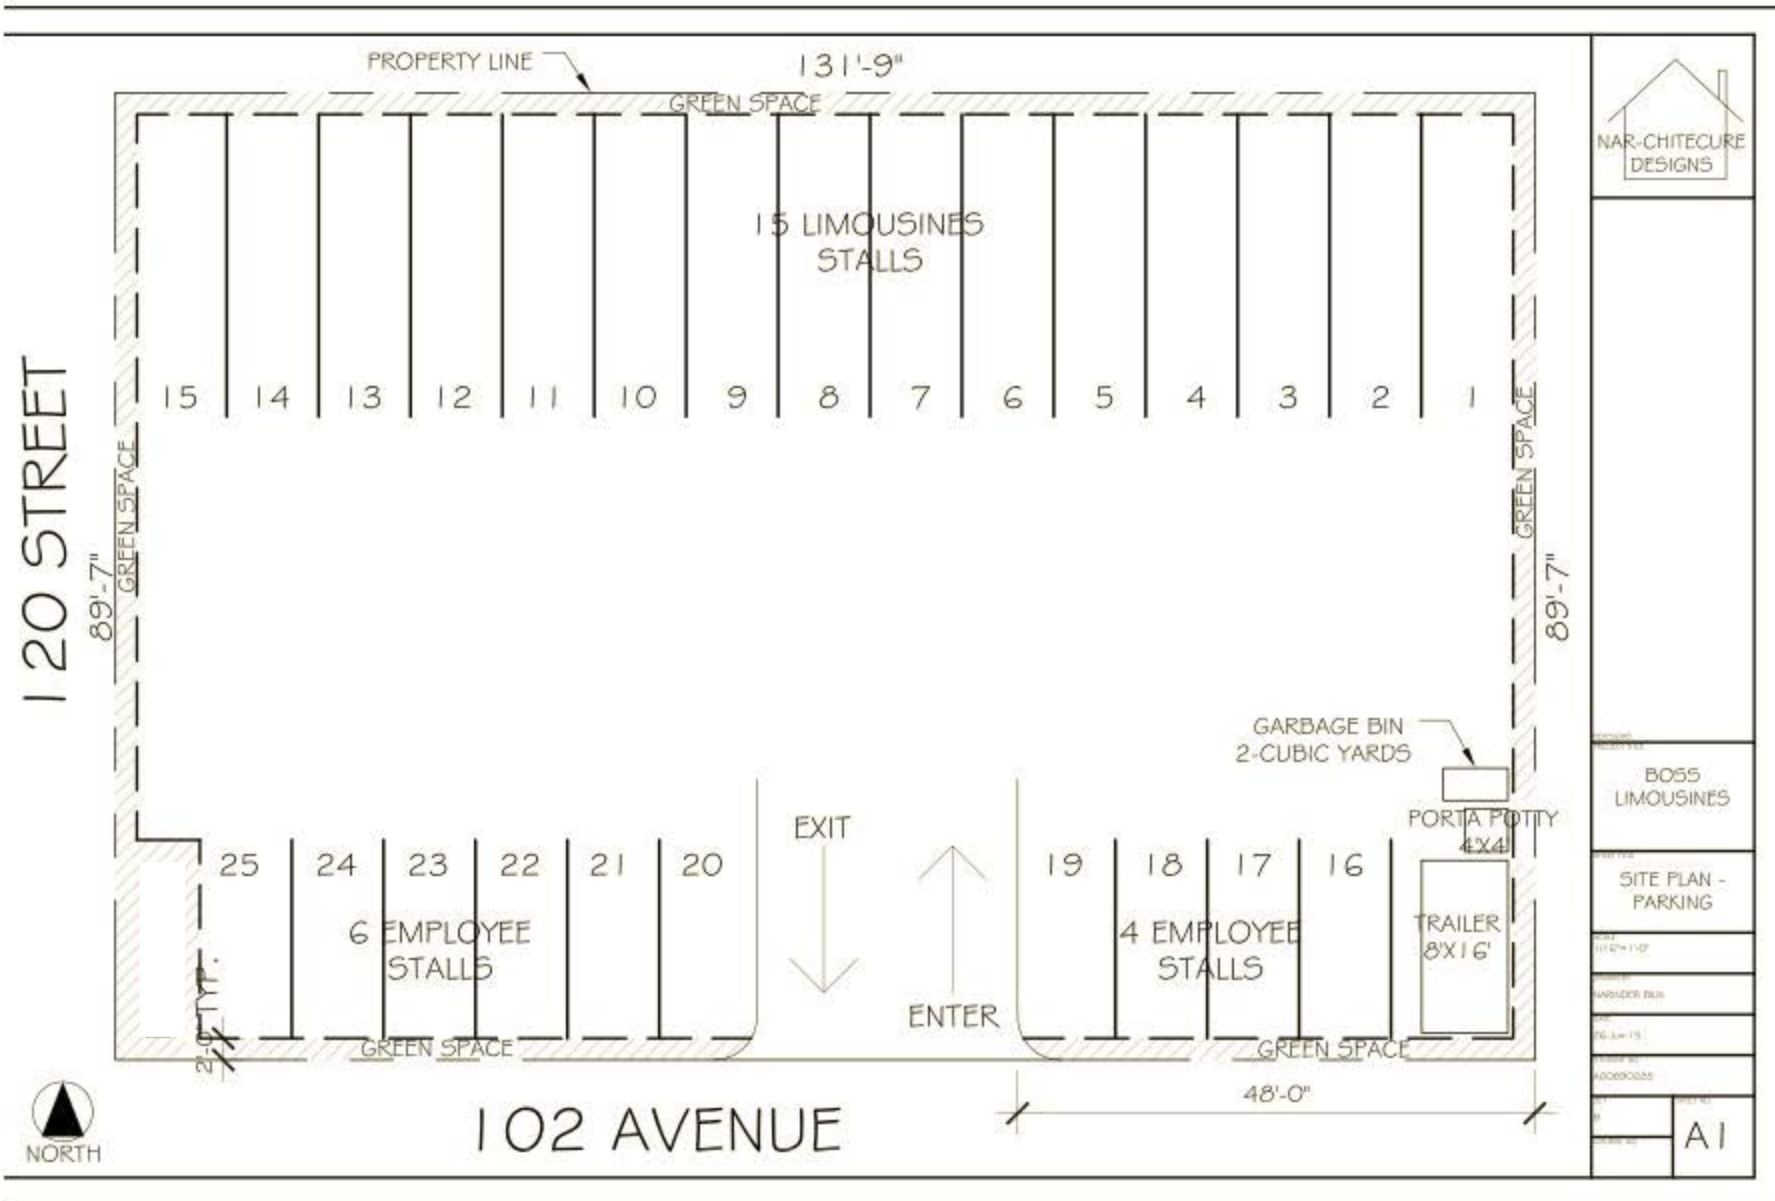 PROPERTY LINE
131'-9"
GREEN SPACE
15 LIMOUSINES
STALLS
15 14 13 12 11 10 9 8 7 6 5 4 3 2 1
120 STREET
89'-7"
GREEN SPACE
GREEN SPACE
89'-7"
GARBAGE BIN
2-CUBIC YARDS
PORTA POTTY
4'X4'
EXIT
ENTER
25 24 23 22 21 20
19 18 17 16
6 EMPLOYEE
STALLS
4 EMPLOYEE
STALLS
TRAILER
8'X16'
2'-0" TYP.
GREEN SPACE
GREEN SPACE
48'-0"
102 AVENUE
NORTH
NAR-CHITECURE
DESIGNS
BOSS
LIMOUSINES
SITE PLAN -
PARKING
A1